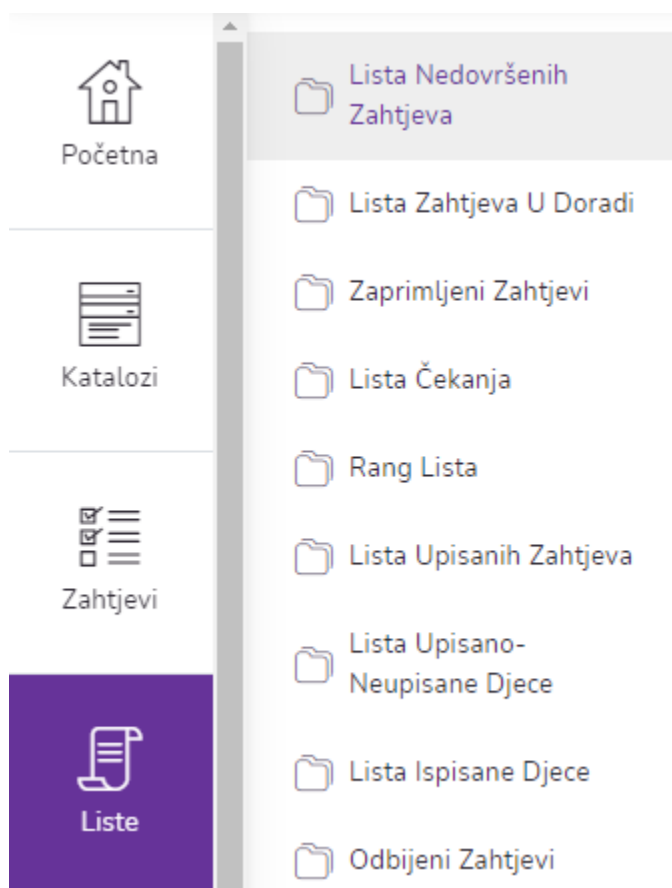 Početna
Katalozi
Zahtjevi
Liste
Lista Nedovršenih
Zahtjeva
Lista Zahtjeva U Doradi
Zaprimljeni Zahtjevi
Lista Čekanja
Rang Lista
Lista Upisanih Zahtjeva
Lista Upisano-
Neupisane Djece
Lista Ispisane Djece
Odbijeni Zahtjevi